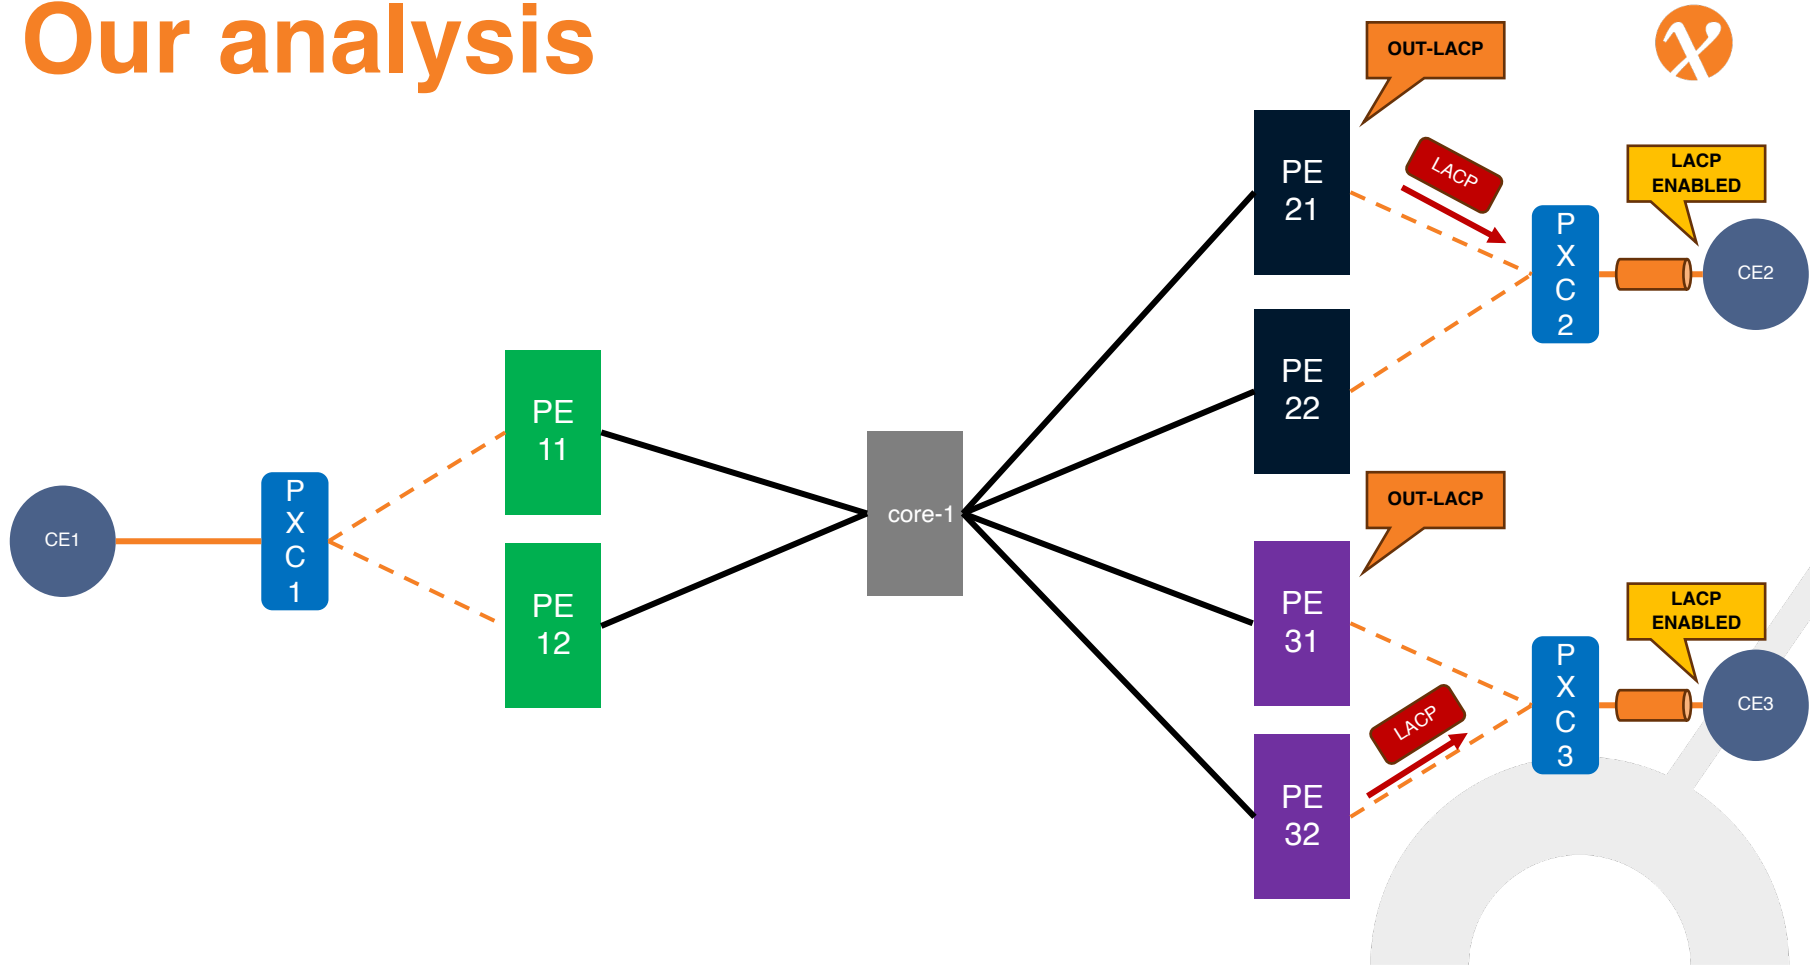 Our analysis
OUT-LACP
PE
21
LACP
LACP
ENABLED
P
X
C
2
CE2
PE
22
PE
11
core-1
OUT-LACP
CE1
P
X
C
1
PE
12
PE
31
LACP
ENABLED
P
X
C
3
CE3
LACP
PE
32